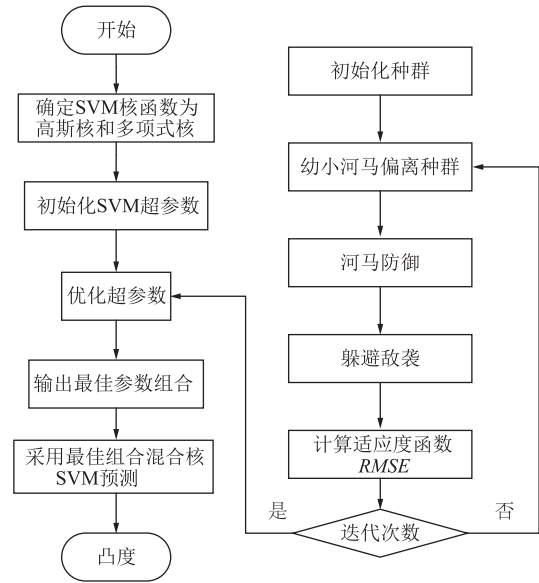 开始
确定SVM核函数为
高斯核和多项式核
初始化SVM超参数
优化超参数
输出最佳参数组合
采用最佳组合混合核
SVM预测
凸度
初始化种群
幼小河马偏离种群
河马防御
躲避敌袭
计算适应度函数
RMSE
迭代次数
是
否